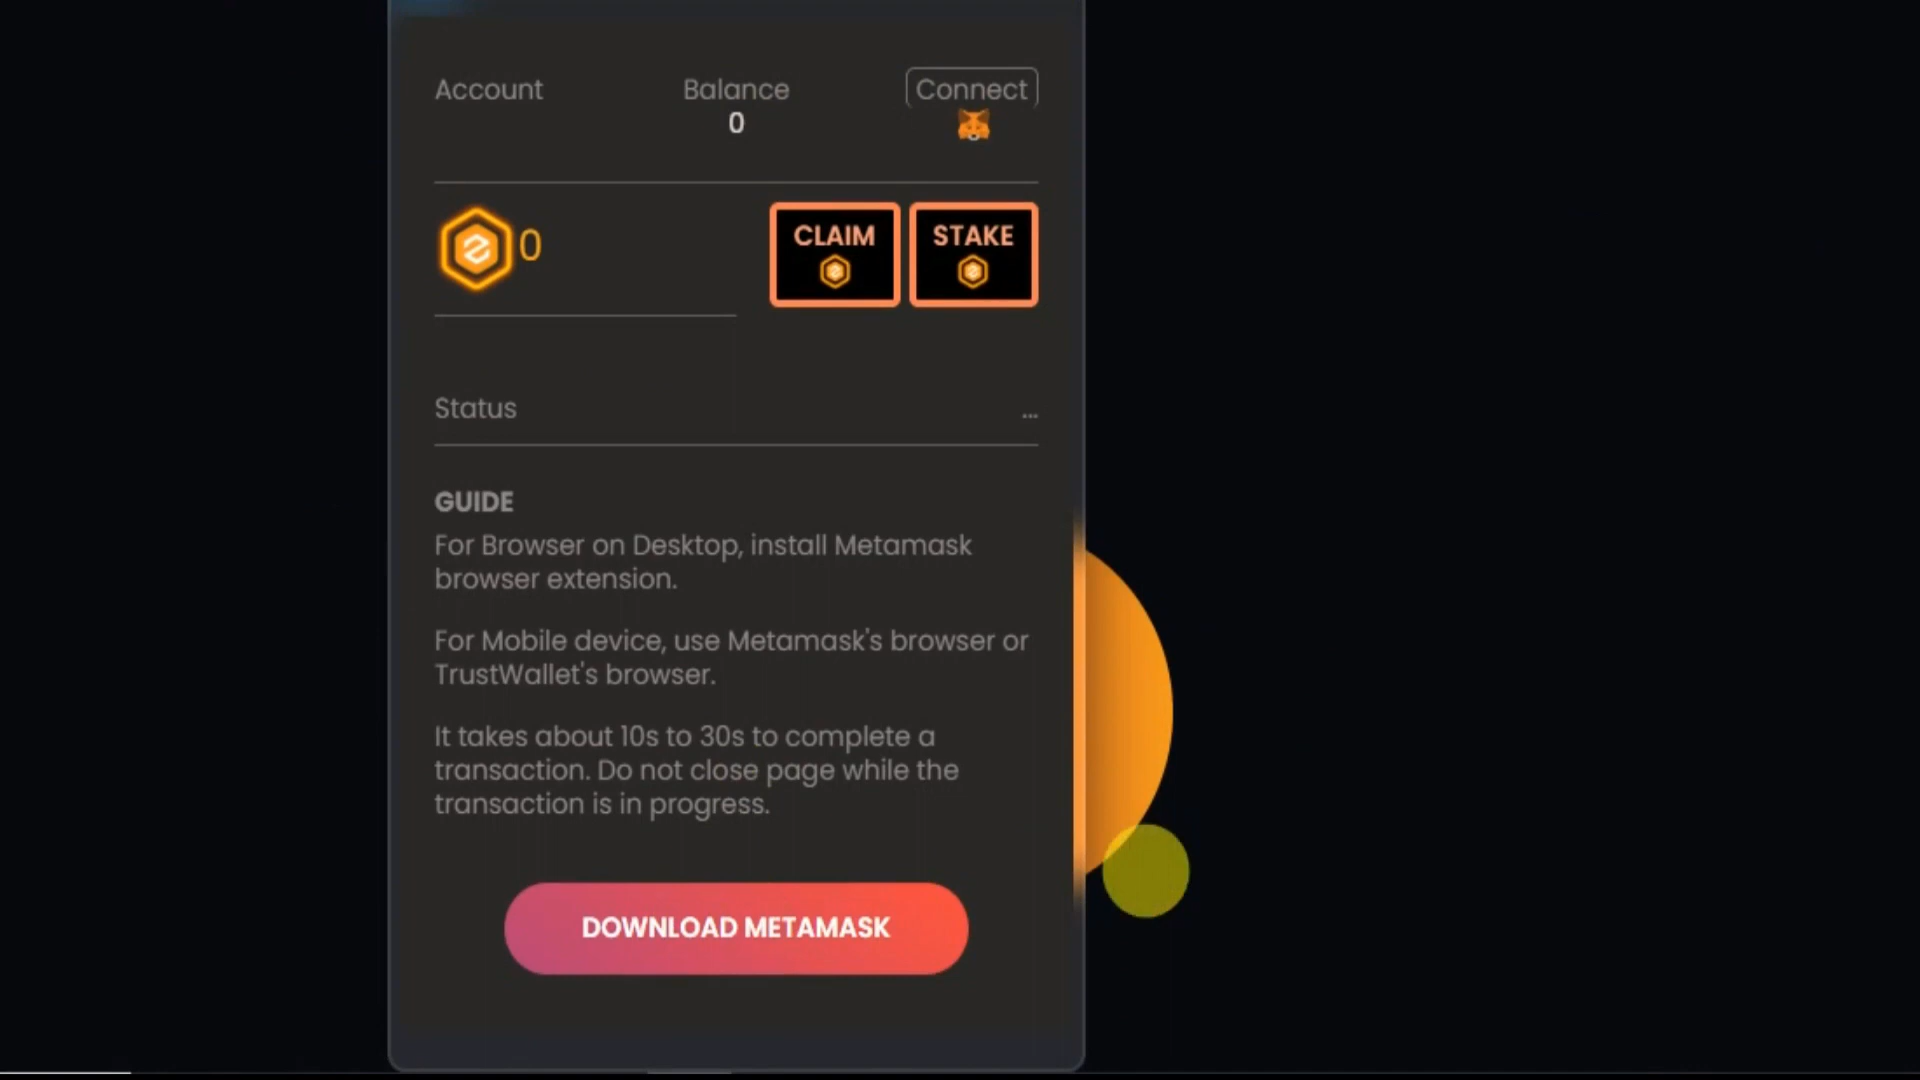 Account Balance Connect
0
0 CLAIM STAKE
Status ...
GUIDE
For Browser on Desktop, install Metamask
browser extension.
For Mobile device, use Metamask's browser or
TrustWallet's browser.
It takes about 10s to 30s to complete a
transaction. Do not close page while the
transaction is in progress.
DOWNLOAD METAMASK